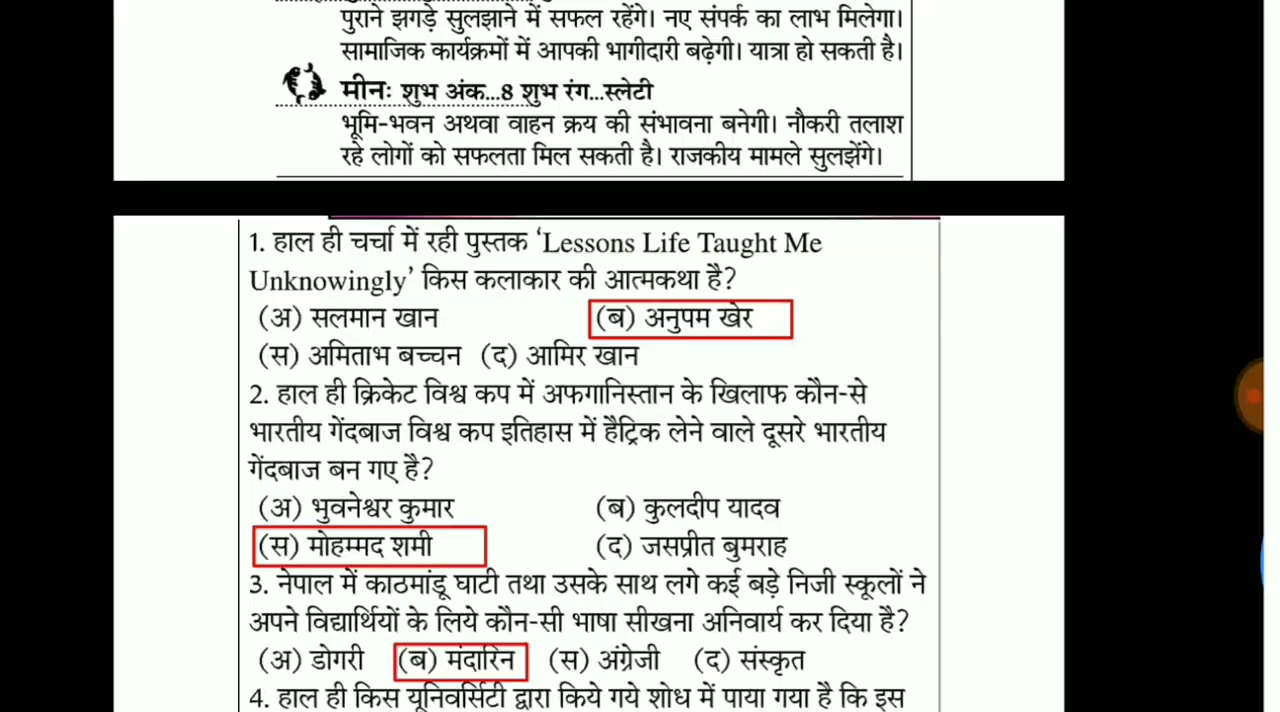 पुराने झगड़े सुलझाने में सफल रहेंगे। नए संपर्क का लाभ मिलेगा।
सामाजिक कार्यक्रमों में आपकी भागीदारी बढ़ेगी। यात्रा हो सकती है।
मीनः शुभ अंक...8 शुभ रंग...स्लेटी
भूमि-भवन अथवा वाहन क्रय की संभावना बनेगी। नौकरी तलाश
रहे लोगों को सफलता मिल सकती है। राजकीय मामले सुलझेंगे।
1. हाल ही चर्चा में रही पुस्तक ‘Lessons Life Taught Me
Unknowingly’ किस कलाकार की आत्मकथा है?
(अ) सलमान खान (ब) अनुपम खेर
(स) अमिताभ बच्चन (द) आमिर खान
2. हाल ही क्रिकेट विश्व कप में अफगानिस्तान के खिलाफ कौन-से
भारतीय गेंदबाज विश्व कप इतिहास में हैट्रिक लेने वाले दूसरे भारतीय
गेंदबाज बन गए है?
(अ) भुवनेश्वर कुमार (ब) कुलदीप यादव
(स) मोहम्मद शमी (द) जसप्रीत बुमराह
3. नेपाल में काठमांडू घाटी तथा उसके साथ लगे कई बड़े निजी स्कूलों ने
अपने विद्यार्थियों के लिये कौन-सी भाषा सीखना अनिवार्य कर दिया है?
(अ) डोगरी (ब) मंदारिन (स) अंग्रेजी (द) संस्कृत
4. हाल ही किस यूनिवर्सिटी द्वारा किये गये शोध में पाया गया है कि इस